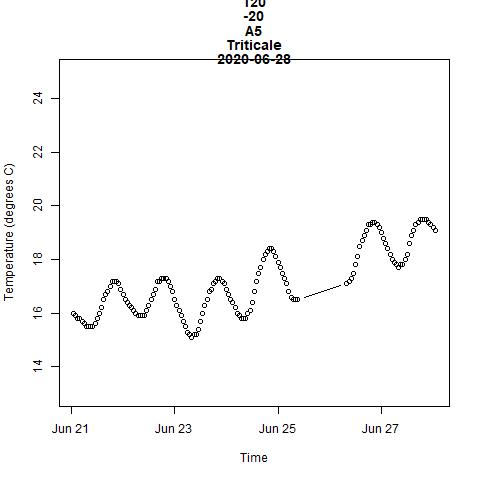 120
-20
A5
Triticale
2020-06-28
24
22
20
18
16
14
Temperature (degrees C)
Jun 21
Jun 23
Jun 25
Jun 27
Time